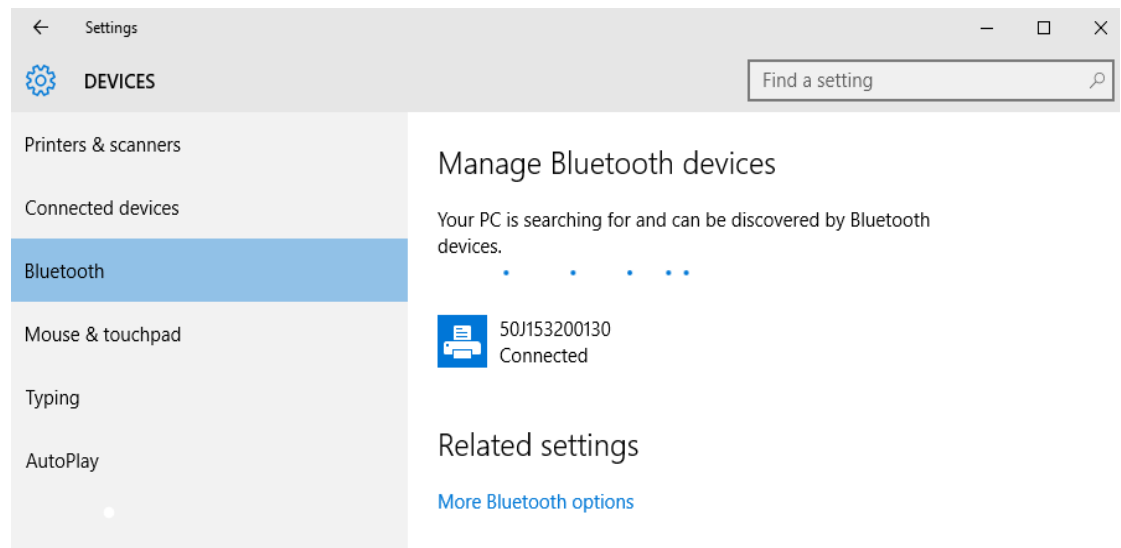 Settings
DEVICES
Find a setting
Printers & scanners
Connected devices
Bluetooth
Mouse & touchpad
Typing
AutoPlay
Manage Bluetooth devices
Your PC is searching for and can be discovered by Bluetooth
devices.
50J153200130
Connected
Related settings
More Bluetooth options